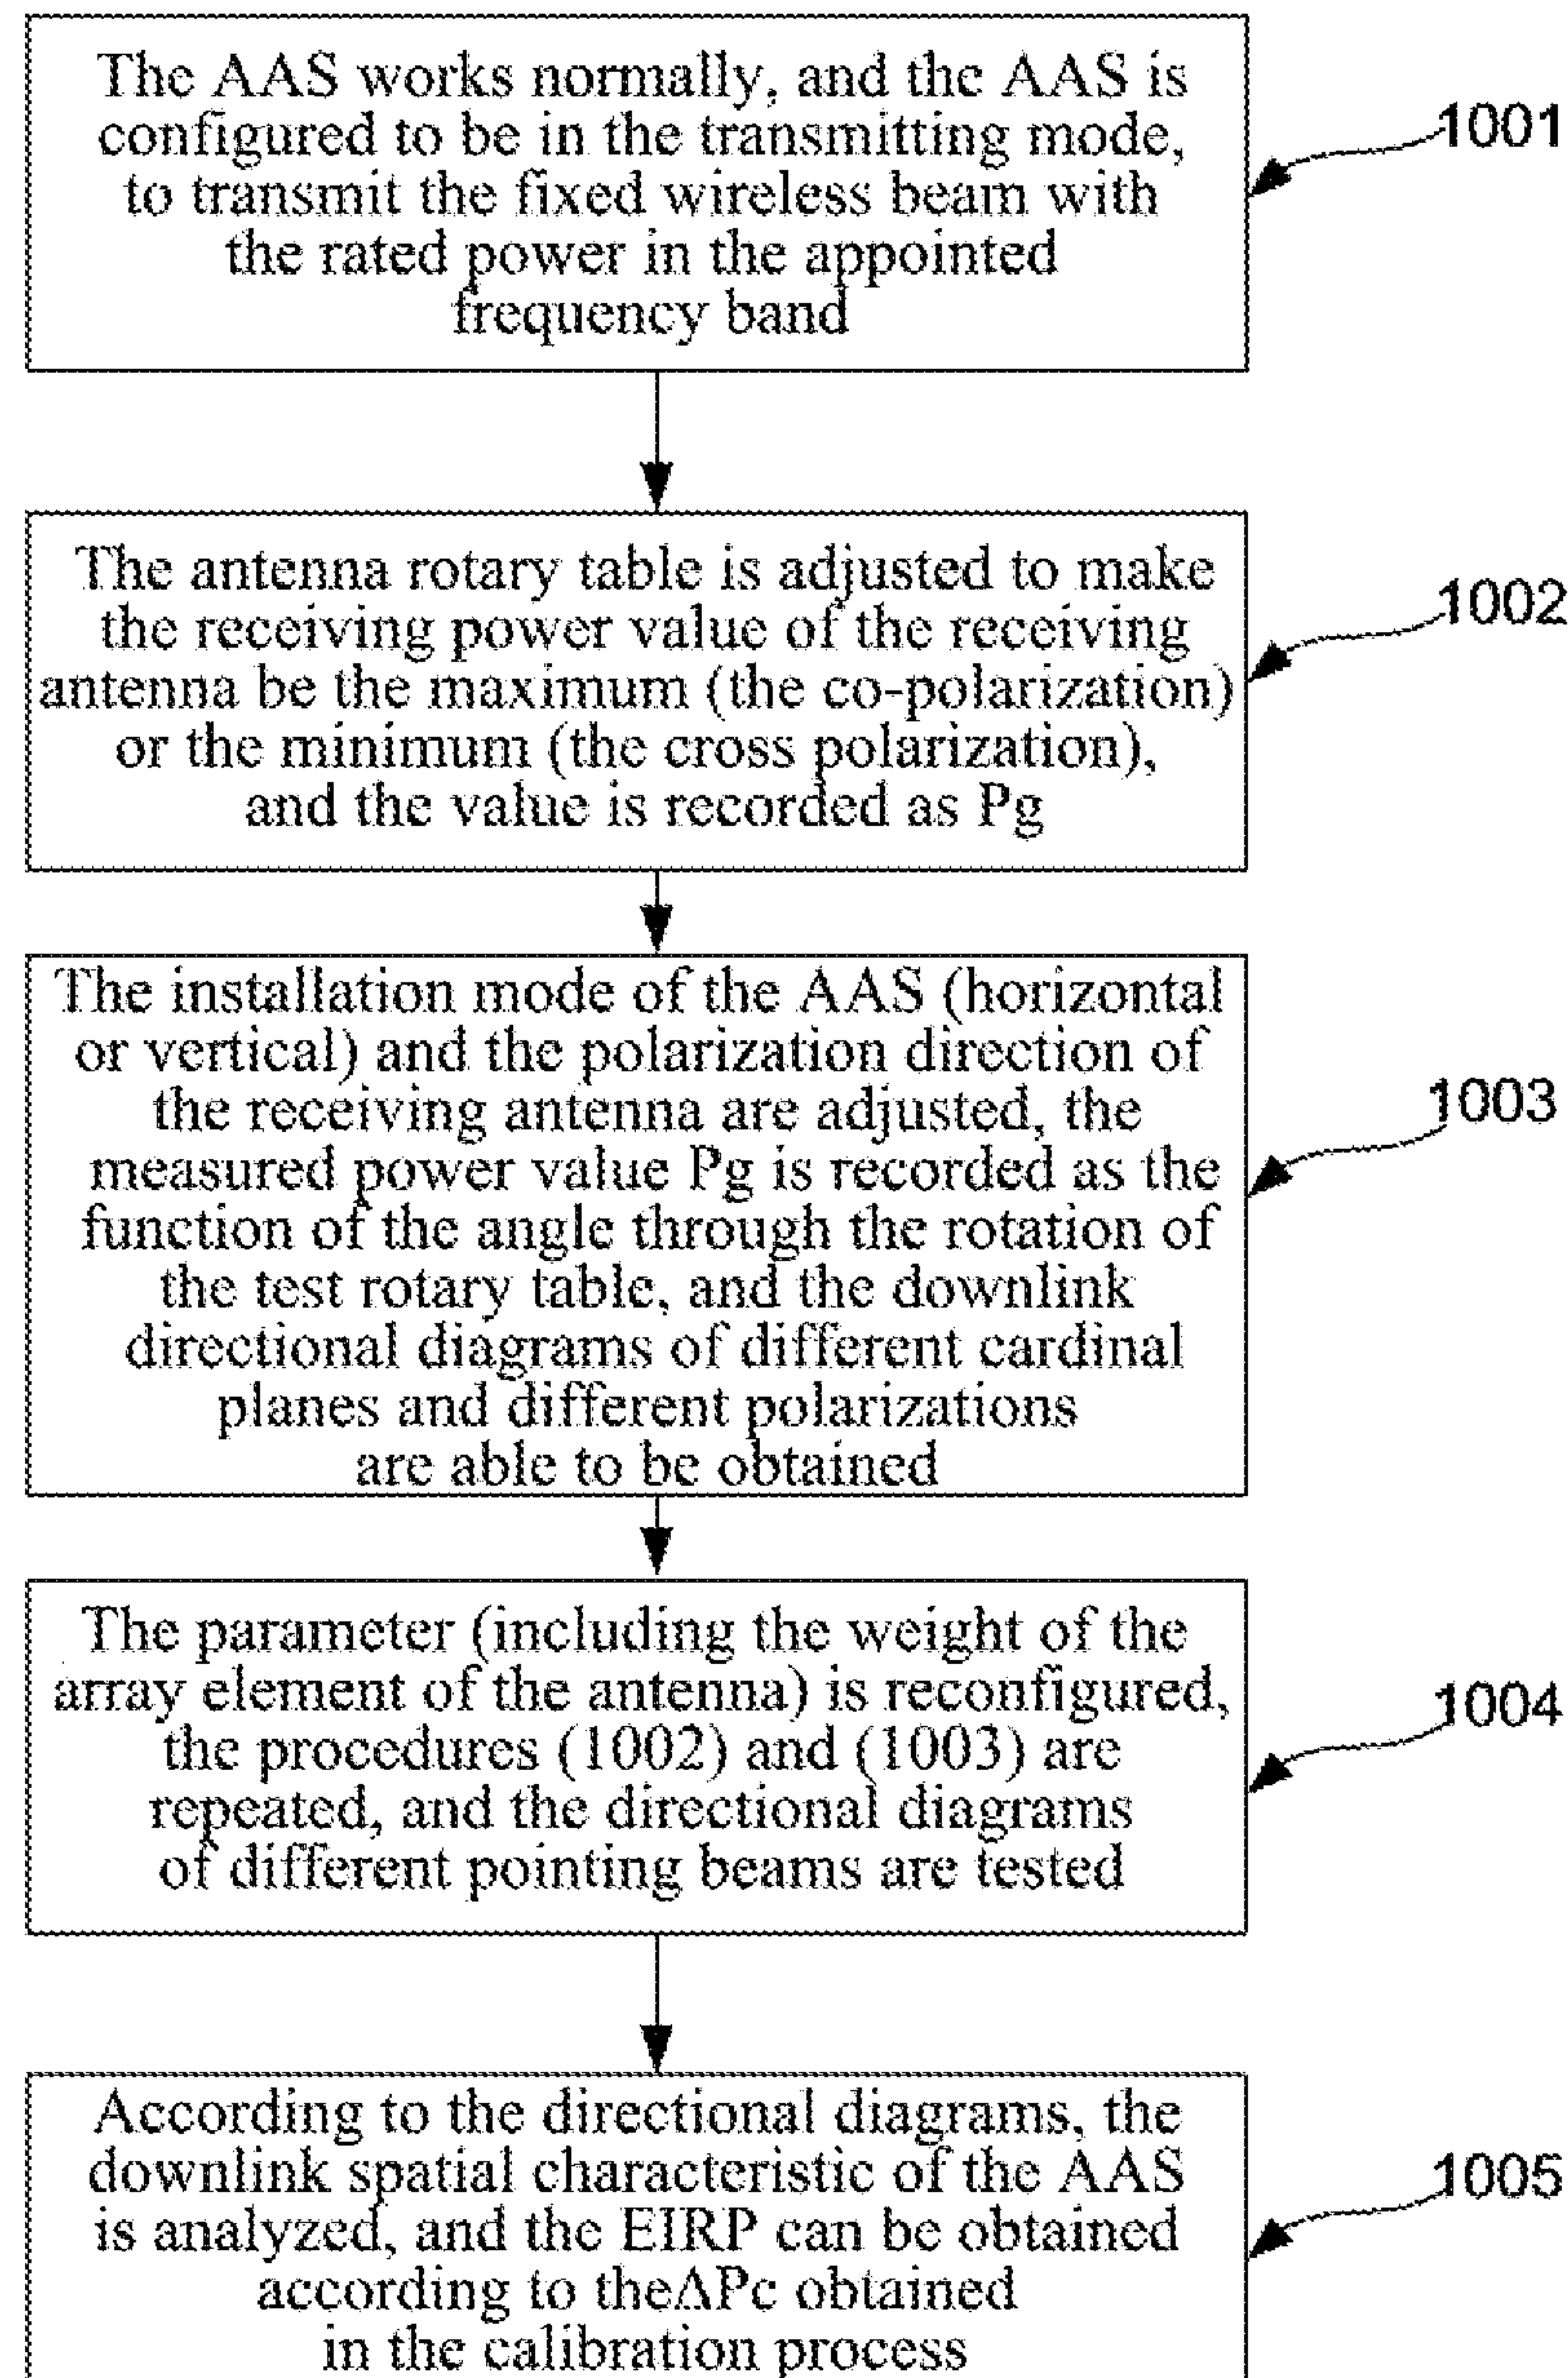 The AAS works normally, and the AAS is
configured to be in the transmitting mode,
to transmit the fixed wireless beam with
the rated power in the appointed
frequency band
1001
The antenna rotary table is adjusted to make
the receiving power value of the receiving
antenna be the maximum (the co-polarization)
or the minimum (the cross polarization),
and the value is recorded as Pg
1002
The installation mode of the AAS (horizontal
or vertical) and the polarization direction of
the receiving antenna are adjusted, the
measured power value Pg is recorded as the
function of the angle through the rotation of
the test rotary table, and the downlink
directional diagrams of different cardinal
planes and different polarizations
are able to be obtained
1003
The parameter (including the weight of the
array element of the antenna) is reconfigured,
the procedures (1002) and (1003) are
repeated, and the directional diagrams
of different pointing beams are tested
1004
According to the directional diagrams, the
downlink spatial characteristic of the AAS
is analyzed, and the EIRP can be obtained
according to theΔPc obtained
in the calibration process
1005